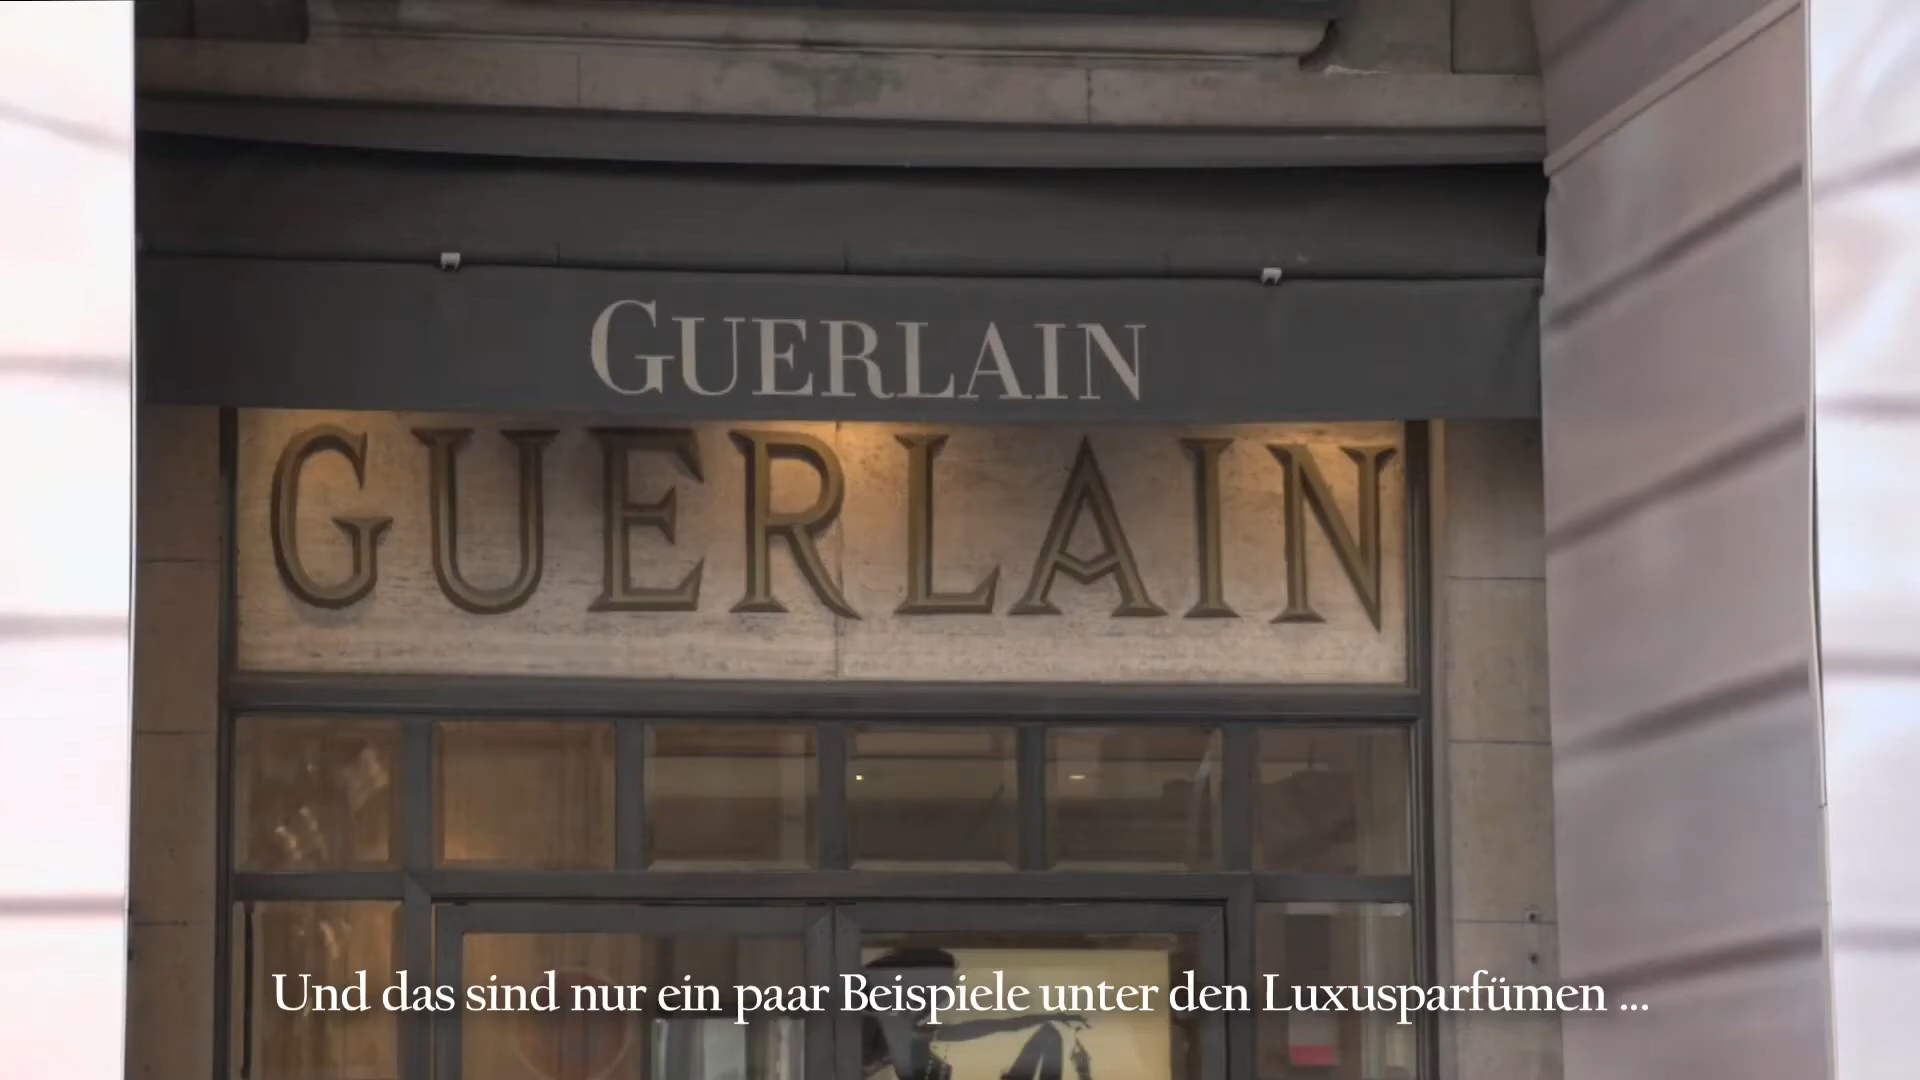 GUERLAIN
GUERLAIN
Und das sind nur ein paar Beispiele unter den Luxusparfümen ...